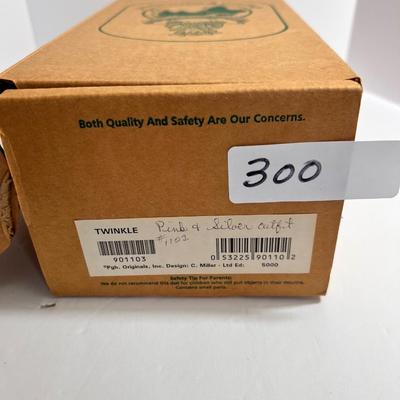 Both Quality And Safety Are Our Concerns.
300
TWINKLE
Pink & Silver outfit
#1102
901103
0 53225 90110 2
"Pgh. Originals, Inc. Design: C. Miller - Ltd Ed: 5000
Safety Tip For Parents:
We do not recommend this doll for children who still put objects in their mouths.
Contains small parts.